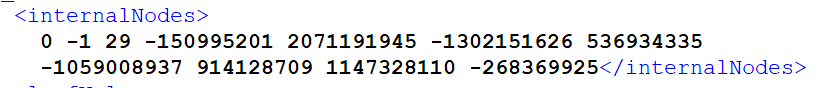 <internalNodes>
0 -1 29 -150995201 2071191945 -1302151626 536934335
-1059008937 914128709 1147328110 -268369925</internalNodes>